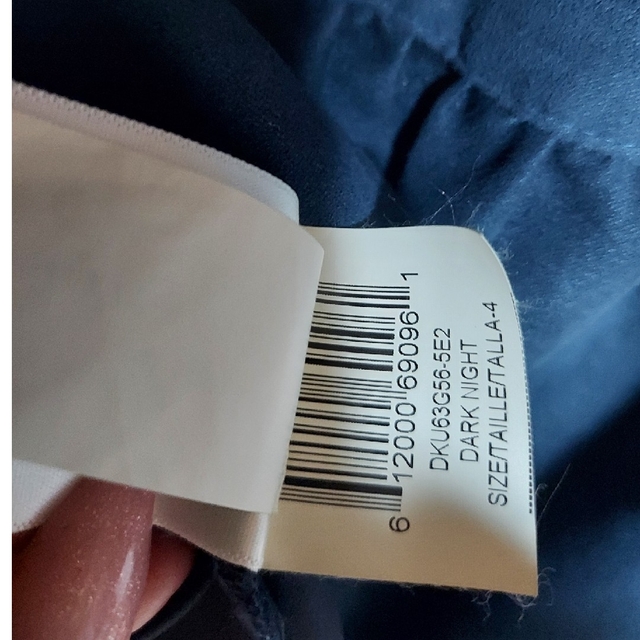 6 12000 69096 1
DKU63G56-5E2
DARK NIGHT
SIZE/TAILLE/TALLA-4